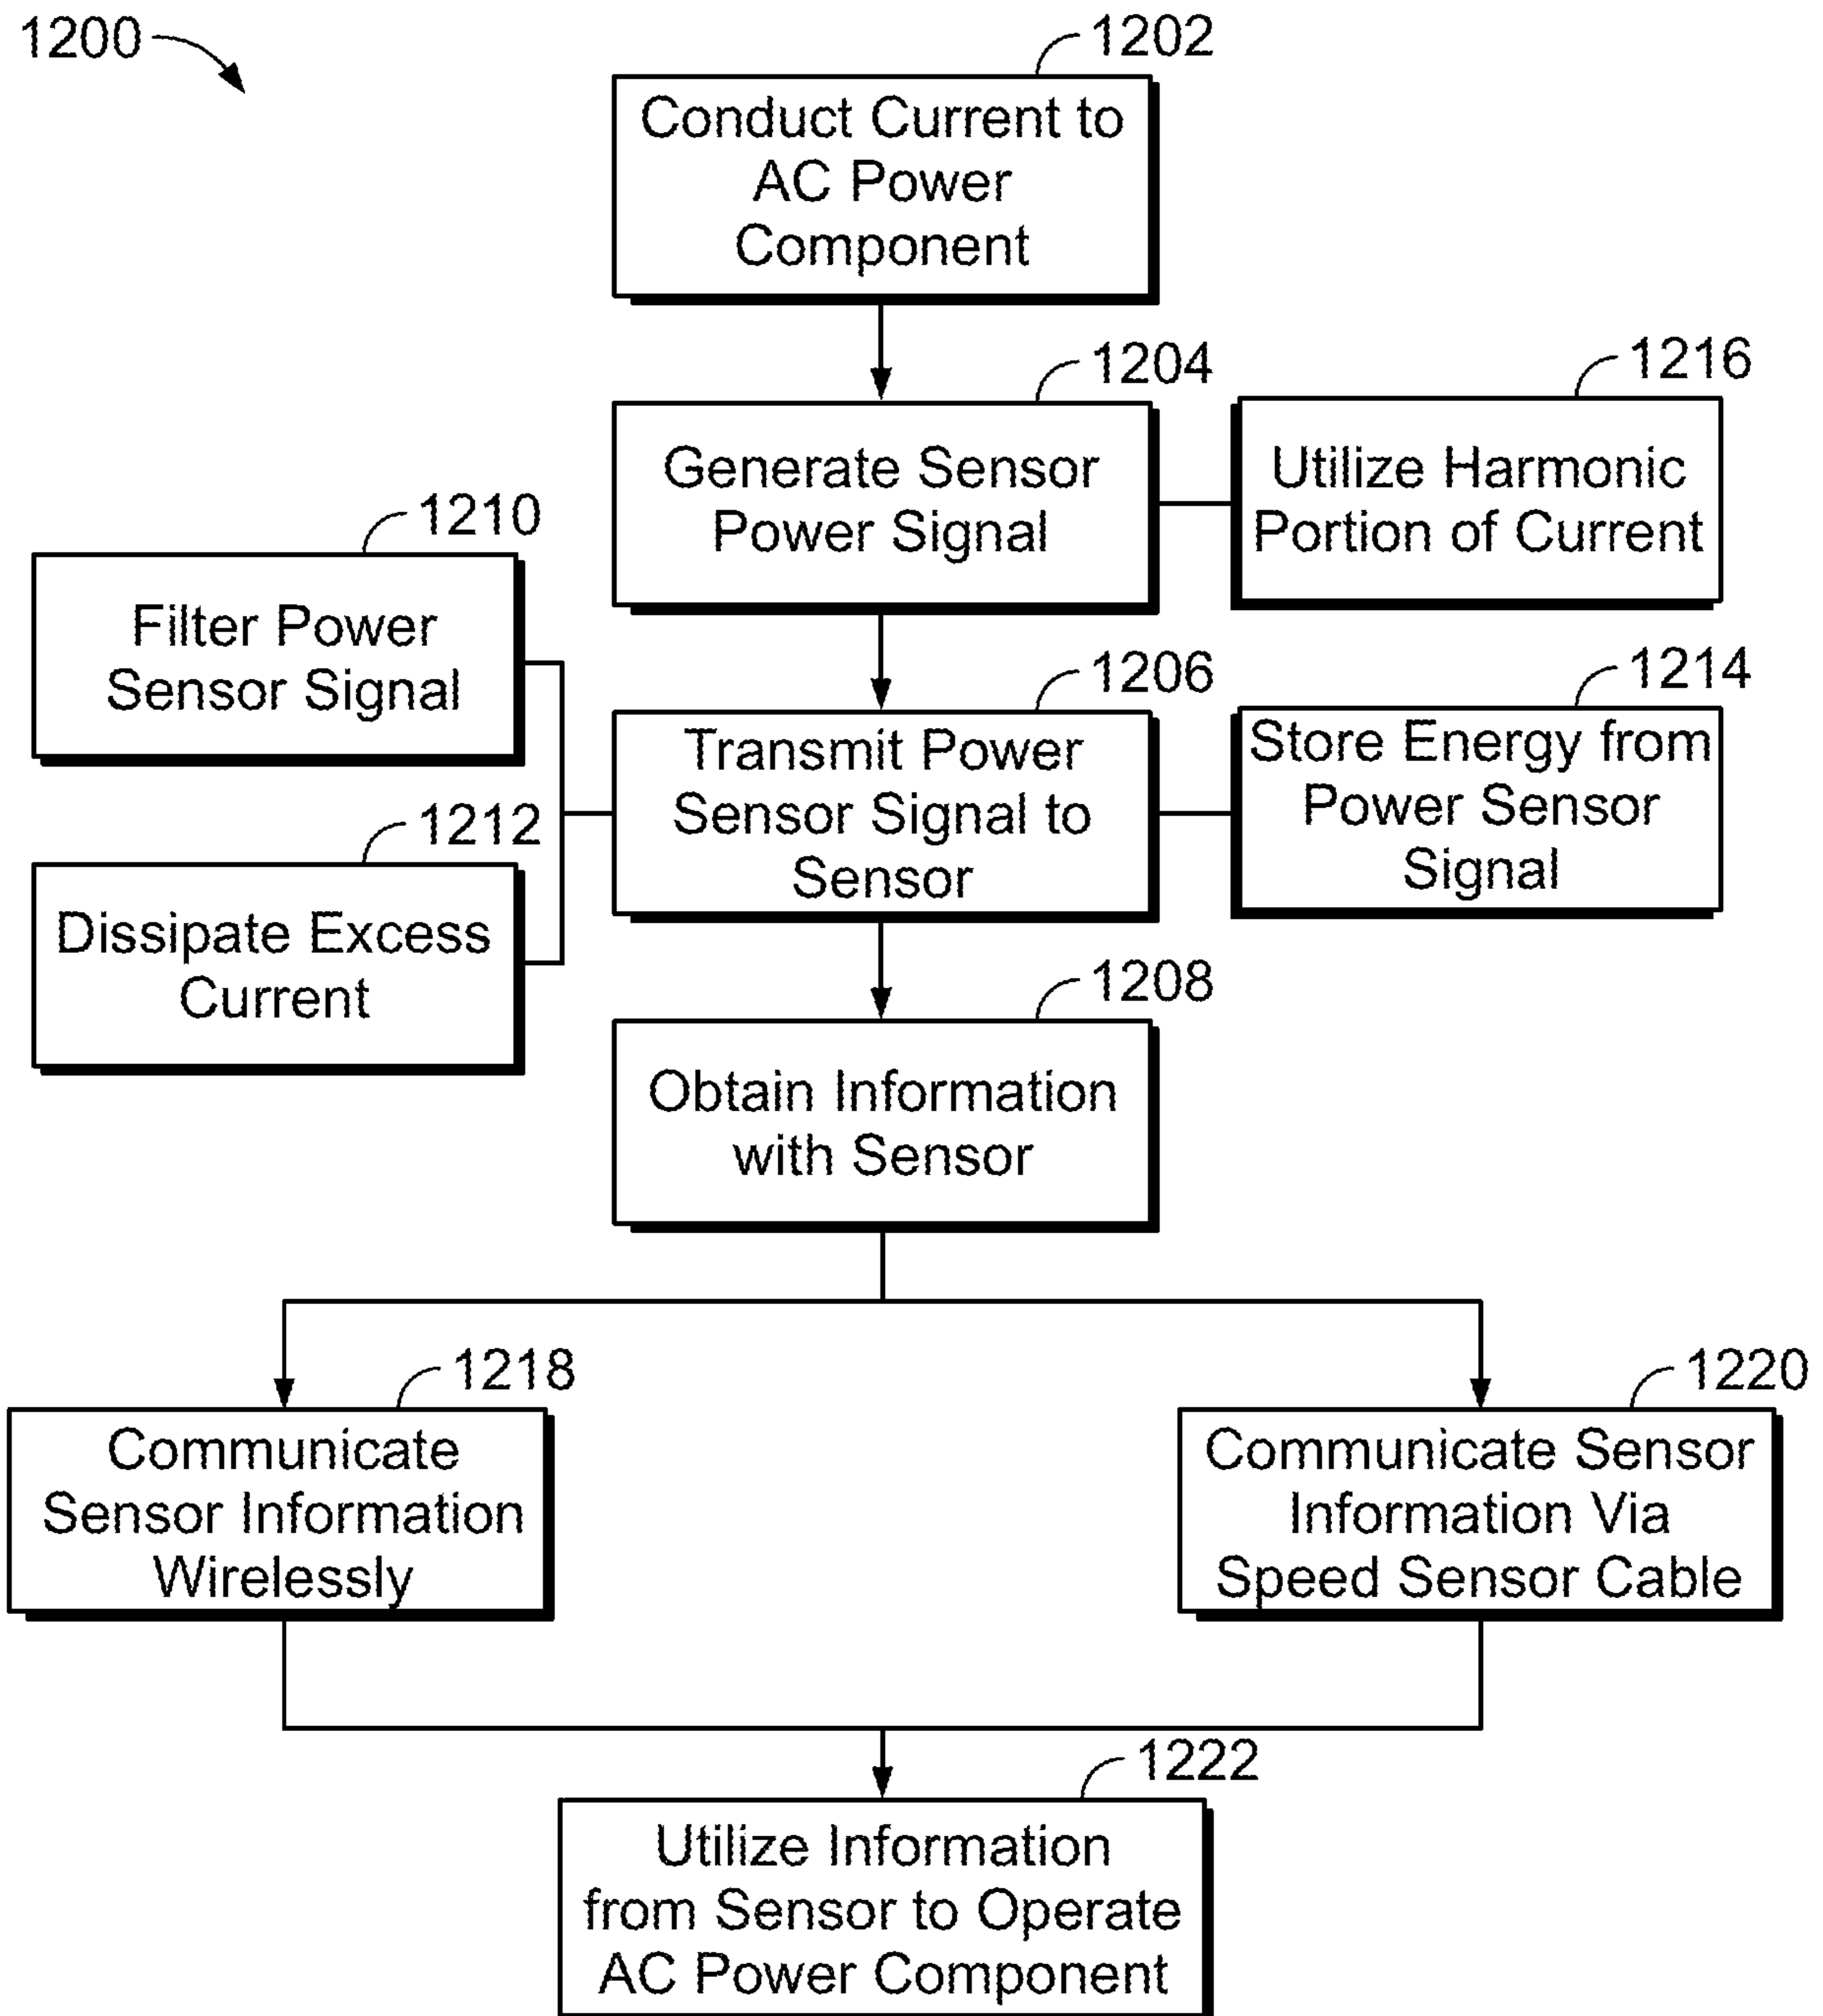 1200
1202
Conduct Current to
AC Power
Component
1204
Generate Sensor
Power Signal
1216
Utilize Harmonic
Portion of Current
1210
Filter Power
Sensor Signal
1206
Transmit Power
Sensor Signal to
Sensor
1214
Store Energy from
Power Sensor
Signal
1212
Dissipate Excess
Current
1208
Obtain Information
with Sensor
1218
Communicate
Sensor Information
Wirelessly
1220
Communicate Sensor
Information Via
Speed Sensor Cable
1222
Utilize Information
from Sensor to Operate
AC Power Component